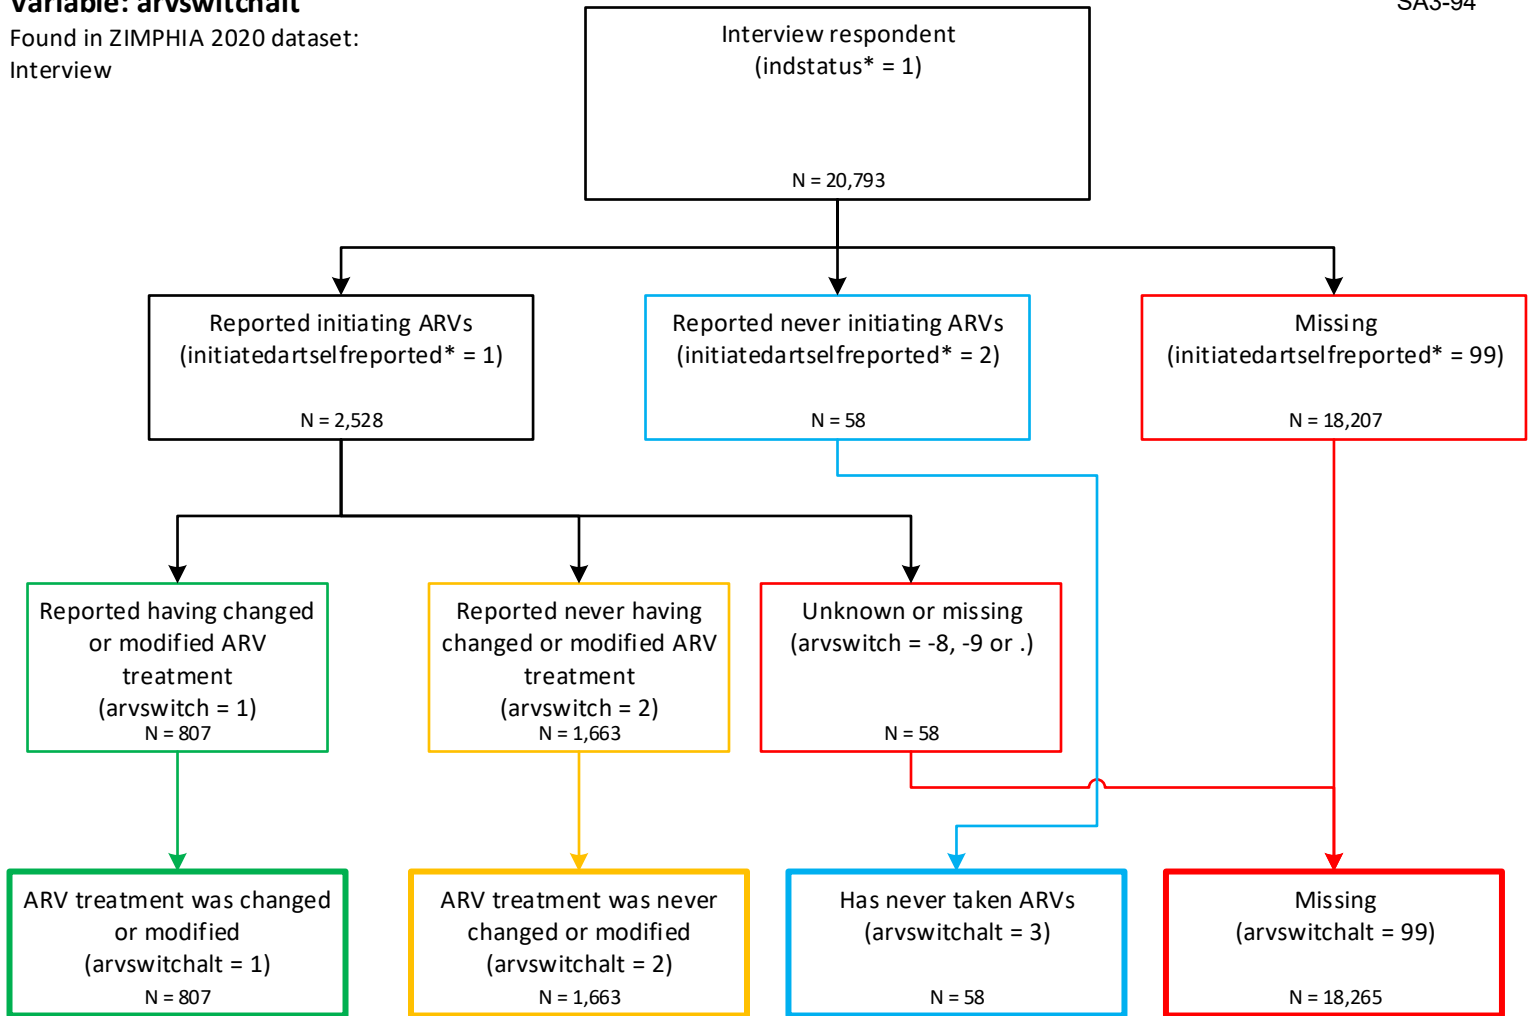 Variable: arvswitchalt
SA3-94
Found in ZIMPHIA 2020 dataset:
Interview
Interview respondent
(indstatus* = 1)
N = 20,793
Reported initiating ARVs
(initiatedartselfreported* = 1)
N = 2,528
Reported never initiating ARVs
(initiatedartselfreported* = 2)
N = 58
Missing
(initiatedartselfreported* = 99)
N = 18,207
Reported having changed
or modified ARV
treatment
(arvswitch = 1)
N = 807
Reported never having
changed or modified ARV
treatment
(arvswitch = 2)
N = 1,663
Unknown or missing
(arvswitch = -8, -9 or .)
N = 58
ARV treatment was changed
or modified
(arvswitchalt = 1)
N = 807
ARV treatment was never
changed or modified
(arvswitchalt = 2)
N = 1,663
Has never taken ARVs
(arvswitchalt = 3)
N = 58
Missing
(arvswitchalt = 99)
N = 18,265